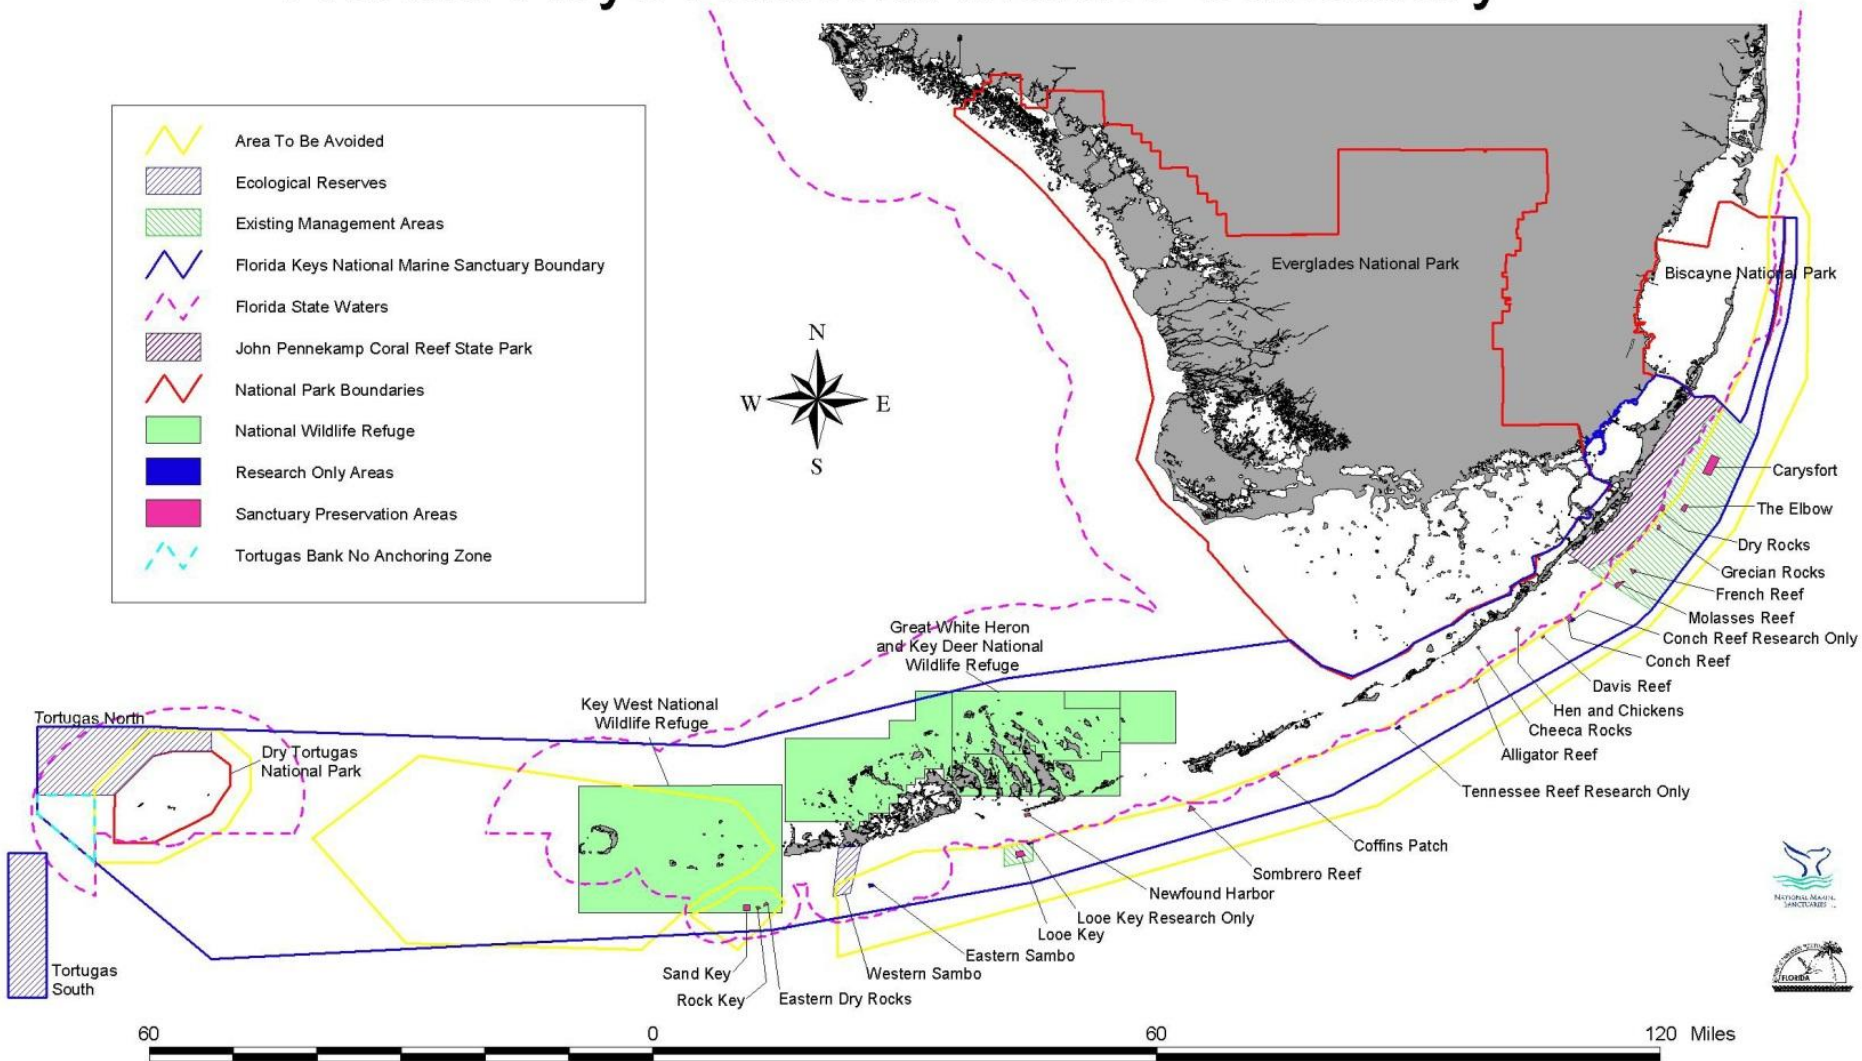 Area To Be Avoided
Ecological Reserves
Existing Management Areas
Florida Keys National Marine Sanctuary Boundary
Florida State Waters
John Pennekamp Coral Reef State Park
National Park Boundaries
National Wildlife Refuge
Research Only Areas
Sanctuary Preservation Areas
Tortugas Bank No Anchoring Zone
N
W
E
S
Everglades National Park
Biscayne National Park
Carysfort
The Elbow
Dry Rocks
Grecian Rocks
French Reef
Molasses Reef
Conch Reef Research Only
Conch Reef
Davis Reef
Hen and Chickens
Cheeca Rocks
Alligator Reef
Tennessee Reef Research Only
Coffins Patch
Sombrero Reef
Newfound Harbor
Looe Key Research Only
Looe Key
Eastern Sambo
Western Sambo
Eastern Dry Rocks
Rock Key
Sand Key
Great White Heron
and Key Deer National
Wildlife Refuge
Key West National
Wildlife Refuge
Tortugas North
Dry Tortugas
National Park
Tortugas
South
NATIONAL MARINE
SANCTUARIES
FLORIDA
60
0
60
120 Miles